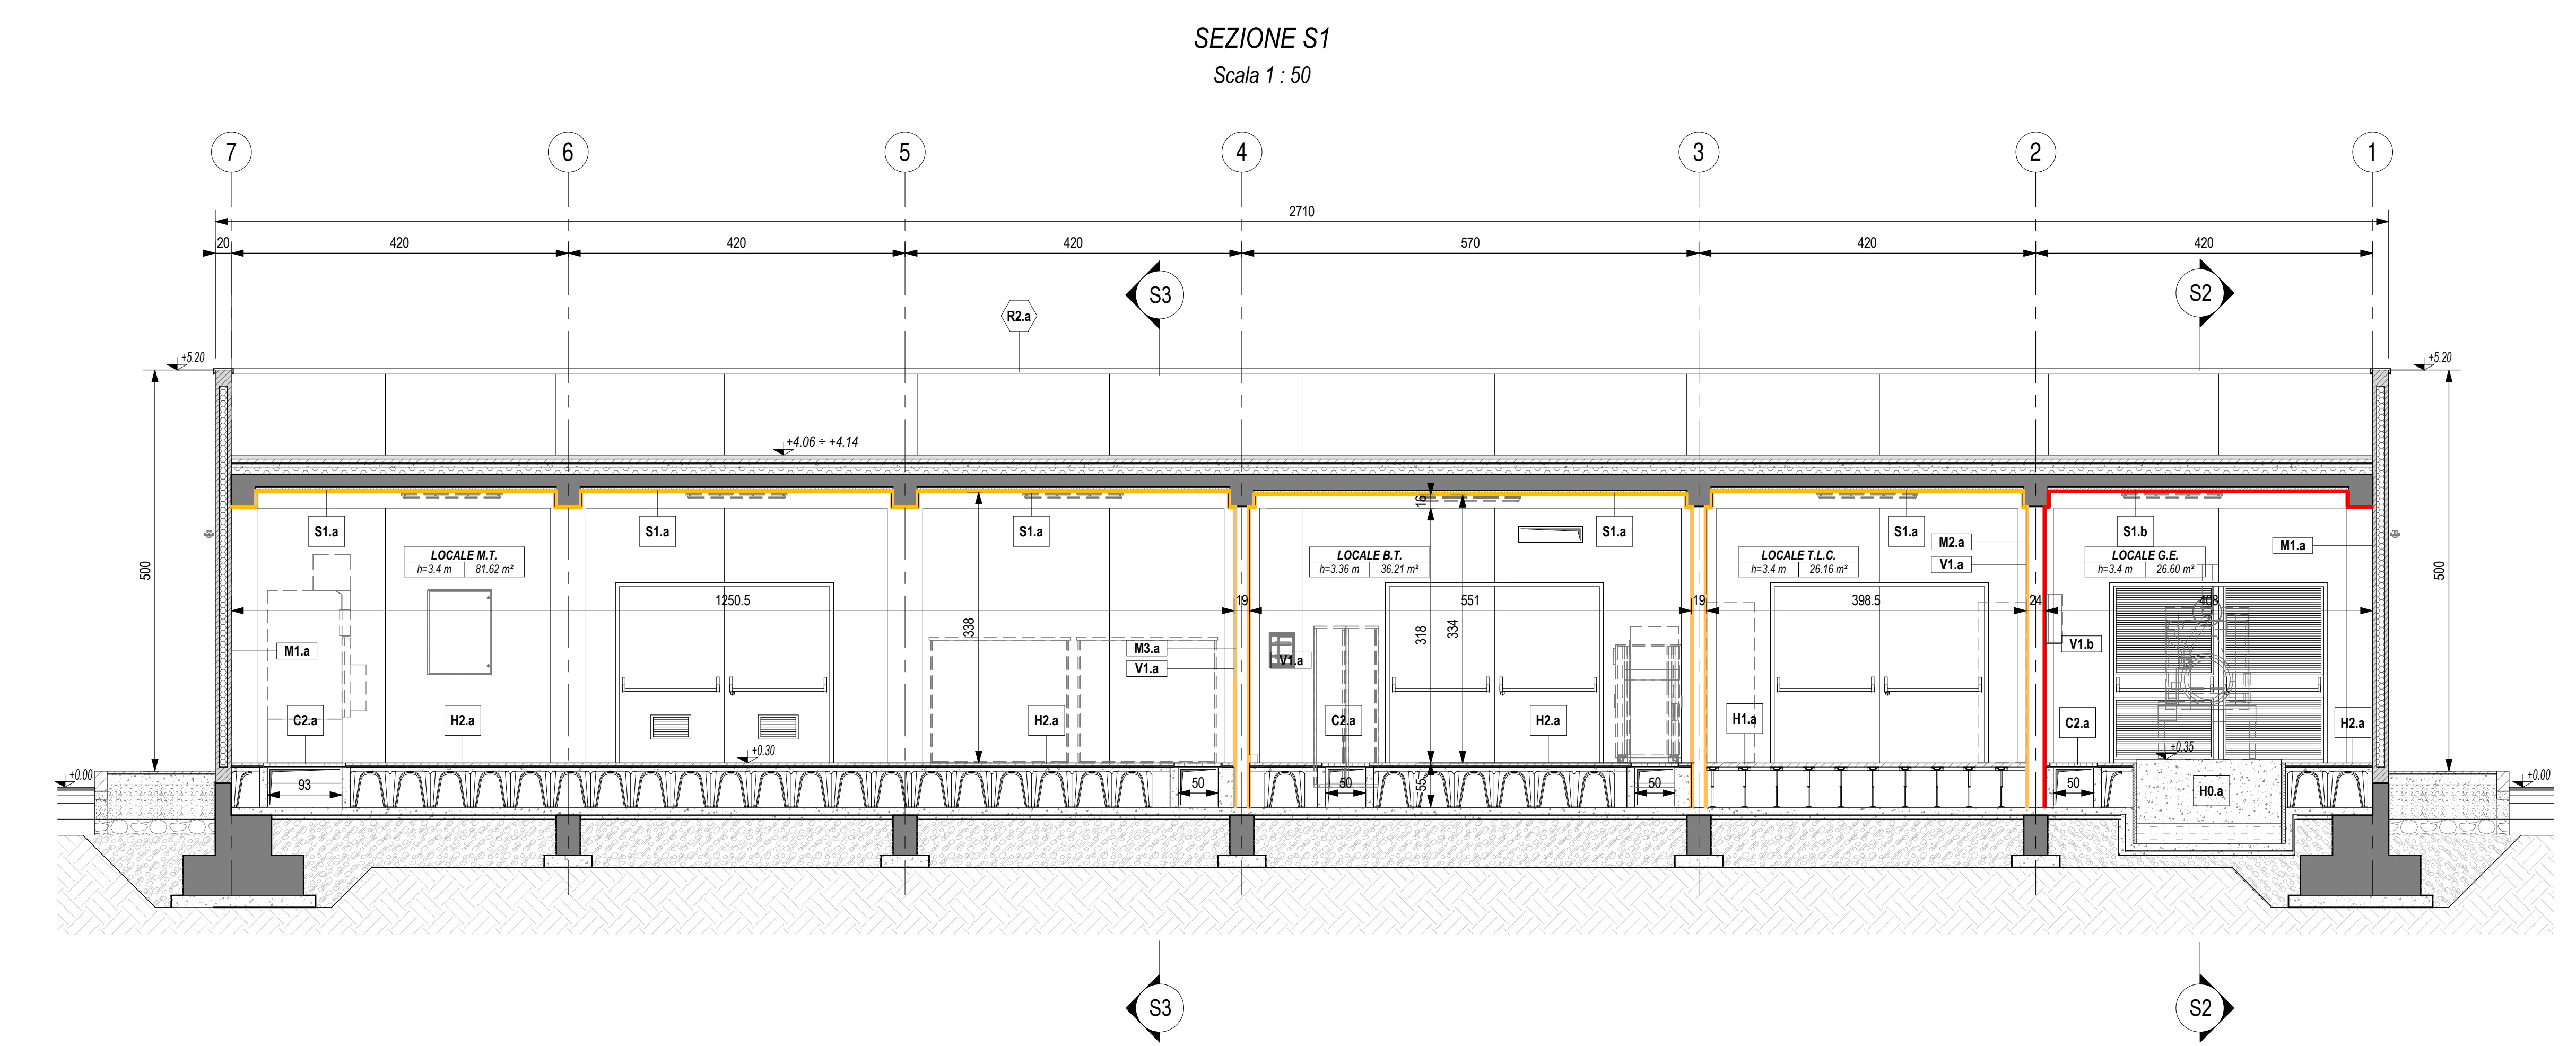 SEZIONE S1
Scala 1 : 50
7 6 5 4 3 2 1
2710
20 420 420 420 570 420 420
S3 S2
R2.a
+5.20 +5.20
+4.06 ÷ +4.14
16
S1.a S1.a S1.a S1.a S1.a S1.b
M2.a
M1.a
LOCALE M.T. LOCALE B.T. LOCALE T.L.C. LOCALE G.E.
h=3.4 m 81.62 m² h=3.36 m 36.21 m² h=3.4 m 26.16 m² h=3.4 m 26.60 m²
V1.a
500 500
1250.5 19 551 19 398.5 24 408
338 318 334
M1.a M3.a V1.b
V1.a V1.a
C2.a H2.a H2.a C2.a H2.a H1.a C2.a H2.a
+0.30 +0.35
+0.00 +0.00
93 50 50 55 50 50
H0.a
S3 S2